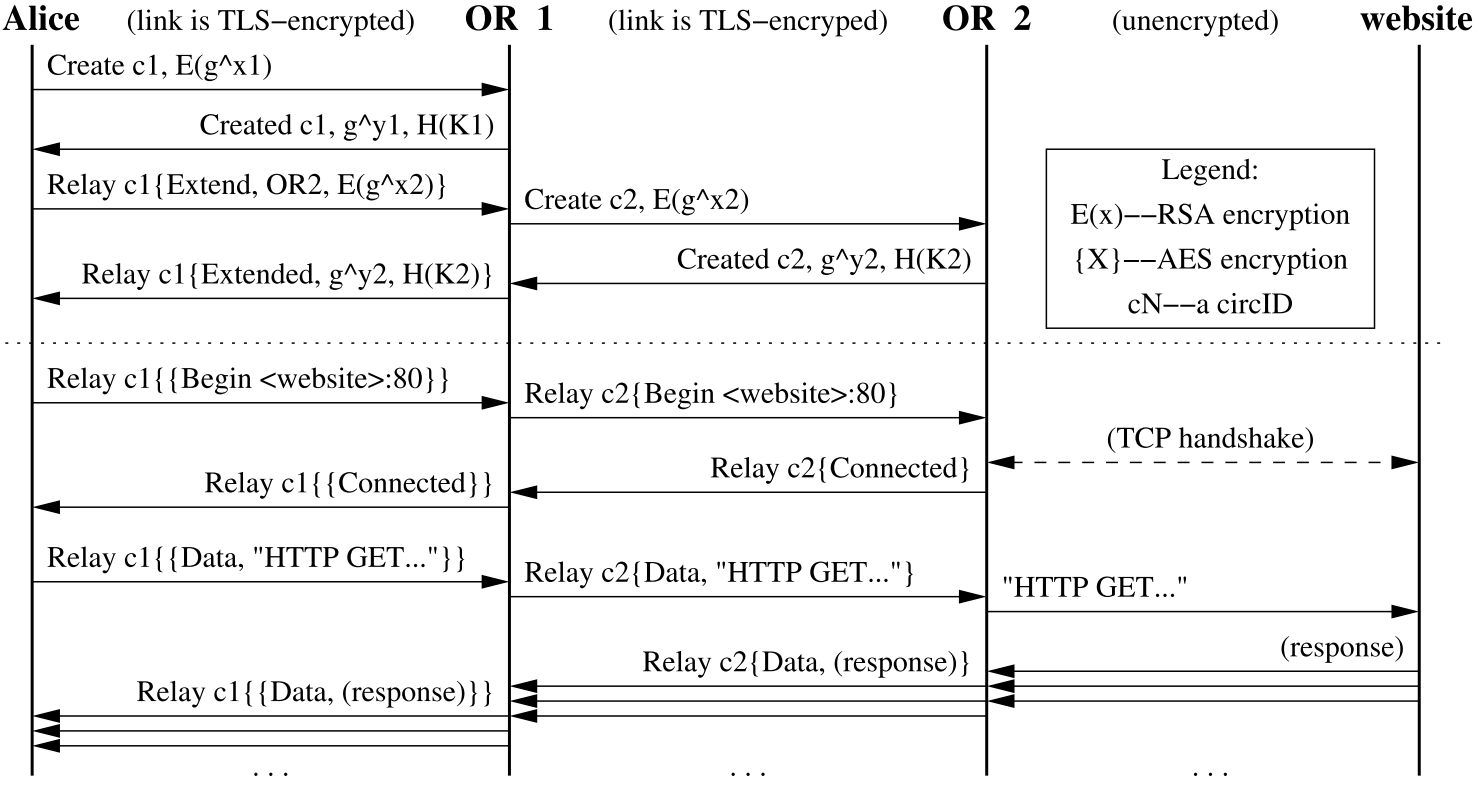 Alice (link is TLS−encrypted) OR 1 (link is TLS−encryped) OR 2 (unencrypted) website
Create c1, E(g^x1)
Created c1, g^y1, H(K1)
Relay c1{Extend, OR2, E(g^x2)}
Create c2, E(g^x2)
Created c2, g^y2, H(K2)
Relay c1{Extended, g^y2, H(K2)}
Legend:
E(x)−−RSA encryption
{X}−−AES encryption
cN−−a circID
Relay c1{{Begin <website>:80}}
Relay c2{Begin <website>:80}
(TCP handshake)
Relay c2{Connected}
Relay c1{{Connected}}
Relay c1{{Data, "HTTP GET..."}}
Relay c2{Data, "HTTP GET..."}
"HTTP GET..."
(response)
Relay c2{Data, (response)}
Relay c1{{Data, (response)}}
. . . . . . . . .